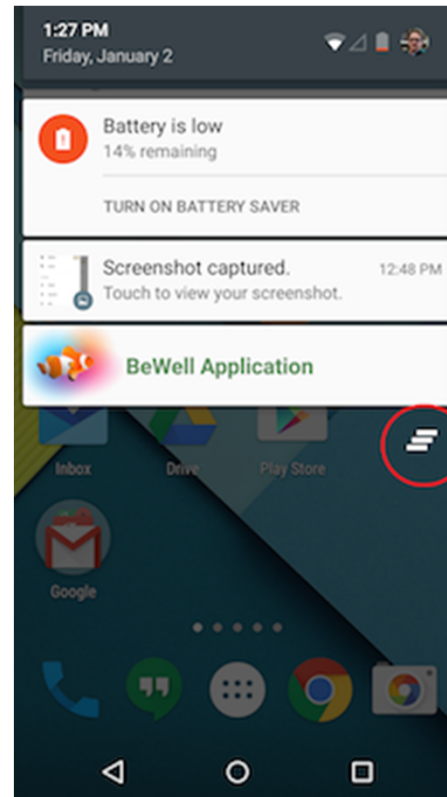 1:27 PM
Friday, January 2
Battery is low
14% remaining
TURN ON BATTERY SAVER
Screenshot captured.
12:48 PM
Touch to view your screenshot.
BeWell Application
Inbox
Drive
Play Store
Google